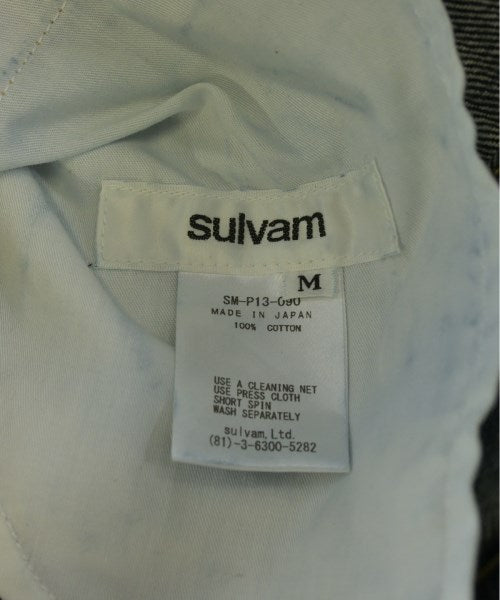 sulvam
M
SM-P13-090
MADE IN JAPAN
100% COTTON
USE A CLEANING NET
USE PRESS CLOTH
SHORT SPIN
WASH SEPARATELY
sulvam,Ltd.
(81)-3-6300-5282